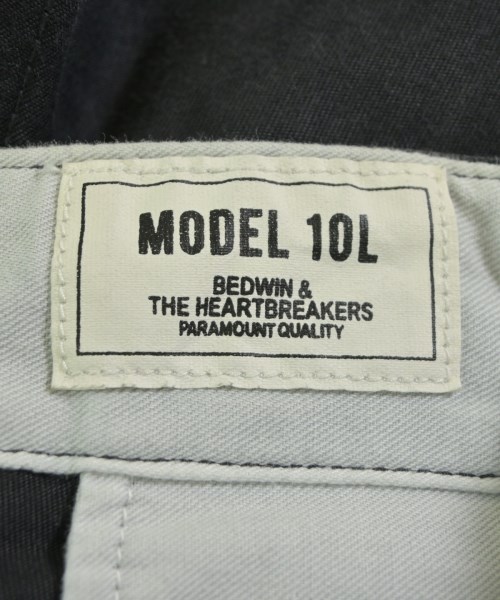 MODEL 10L
BEDWIN &
THE HEARTBREAKERS
PARAMOUNT QUALITY